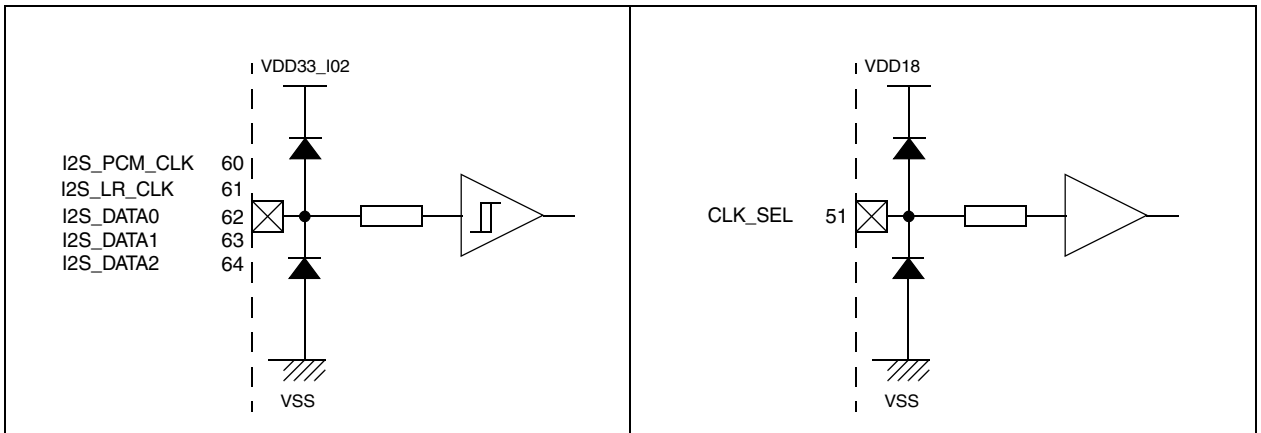 VDD33_I02
I2S_PCM_CLK 60
I2S_LR_CLK 61
I2S_DATA0 62
I2S_DATA1 63
I2S_DATA2 64
VSS
VDD18
CLK_SEL 51
VSS